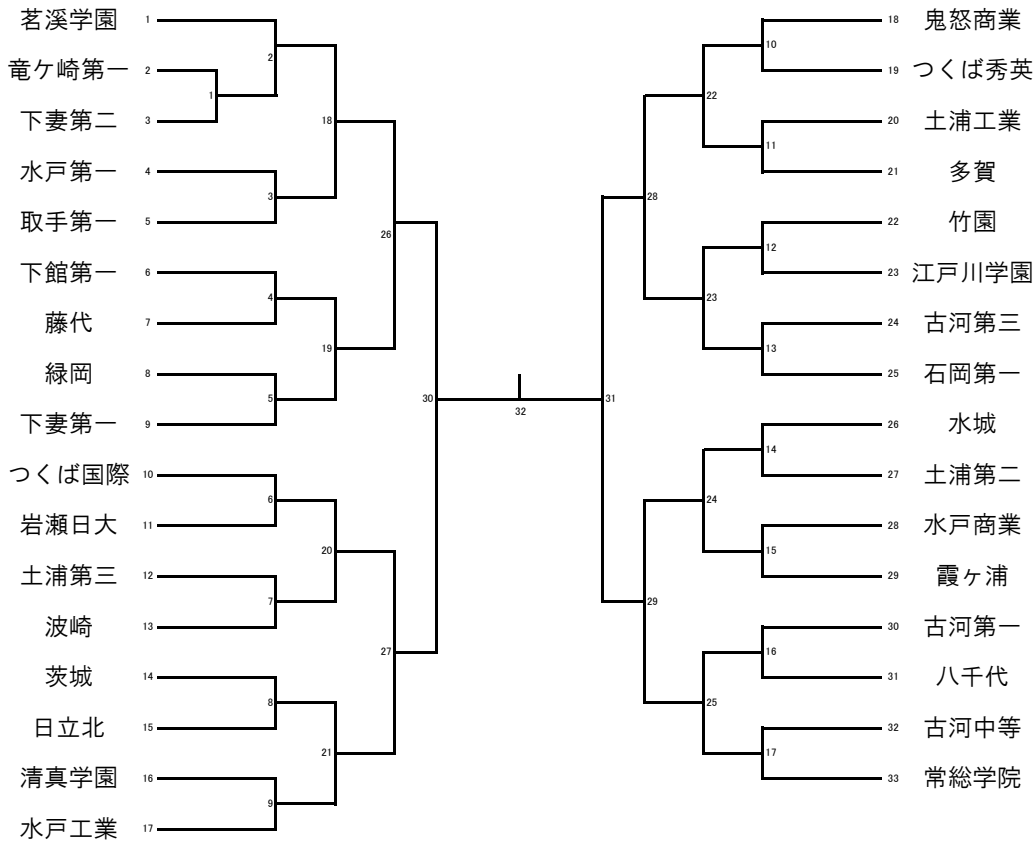 茗溪学園 1
竜ケ崎第一 2
下妻第二 3
水戸第一 4
取手第一 5
下館第一 6
藤代 7
緑岡 8
下妻第一 9
つくば国際 10
岩瀬日大 11
土浦第三 12
波崎 13
茨城 14
日立北 15
清真学園 16
水戸工業 17
1
2
3
4
5
6
7
8
9
18
19
20
21
26
27
30
32
31
28
29
22
23
24
25
10
11
12
13
14
15
16
17
18 鬼怒商業
19 つくば秀英
20 土浦工業
21 多賀
22 竹園
23 江戸川学園
24 古河第三
25 石岡第一
26 水城
27 土浦第二
28 水戸商業
29 霞ヶ浦
30 古河第一
31 八千代
32 古河中等
33 常総学院